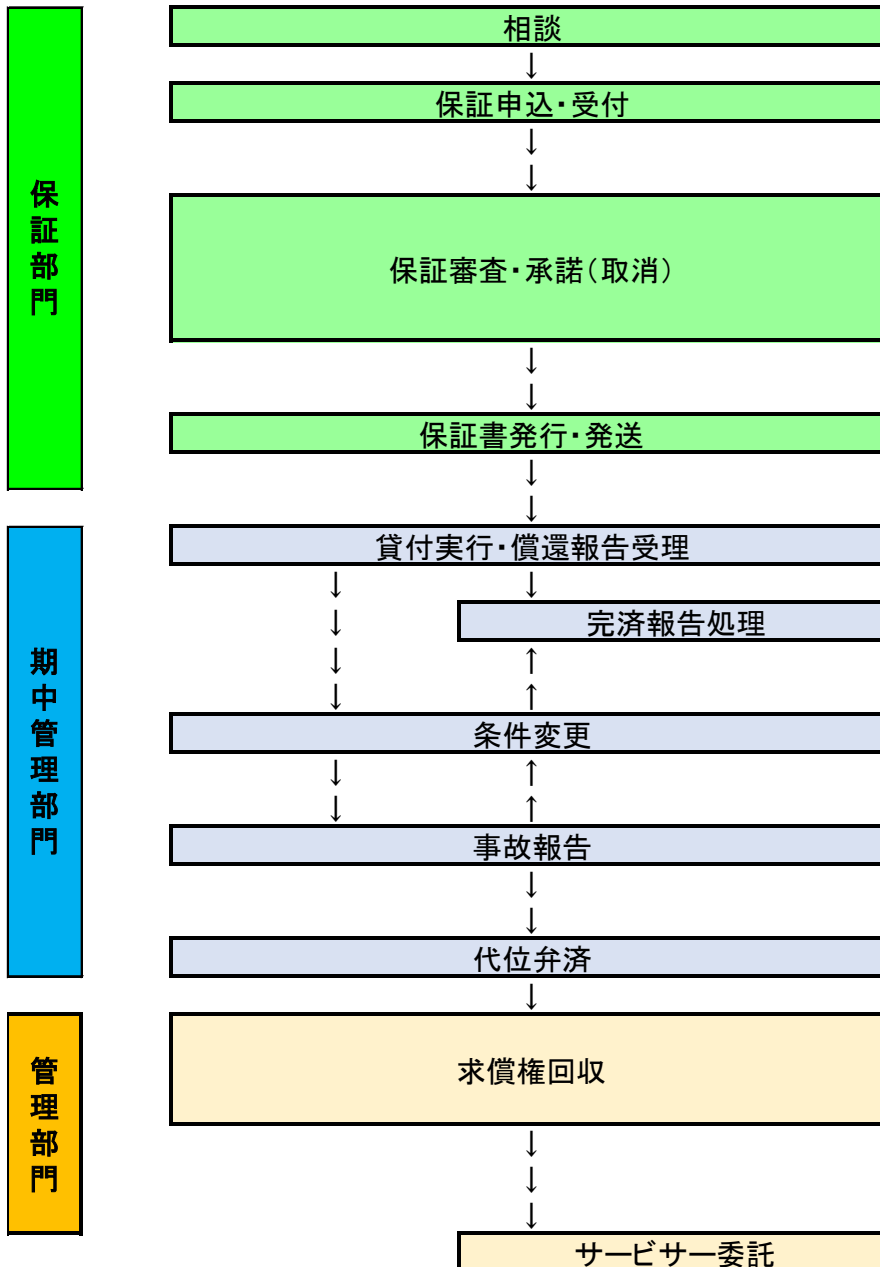 保証部門
相談
↓
保証申込・受付
↓
↓
保証審査・承諾(取消)
↓
↓
保証書発行・発送
↓
↓
期中管理部門
貸付実行・償還報告受理
↓ ↓
↓ 完済報告処理
↓ ↑
↓ ↑
条件変更
↓ ↑
↓ ↑
事故報告
↓
↓
代位弁済
↓
管理部門
求償権回収
↓
↓
↓
サービサー委託